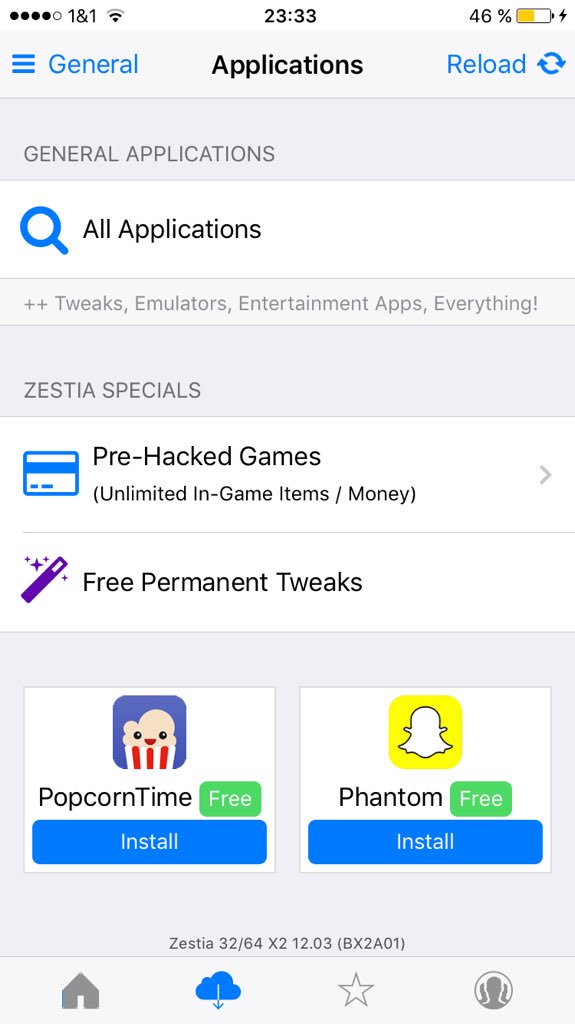 1&1 23:33 46 %
General Applications Reload
GENERAL APPLICATIONS
All Applications
++ Tweaks, Emulators, Entertainment Apps, Everything!
ZESTIA SPECIALS
Pre-Hacked Games
(Unlimited In-Game Items / Money)
Free Permanent Tweaks
PopcornTime Free
Install
Phantom Free
Install
Zestia 32/64 X2 12.03 (BX2A01)